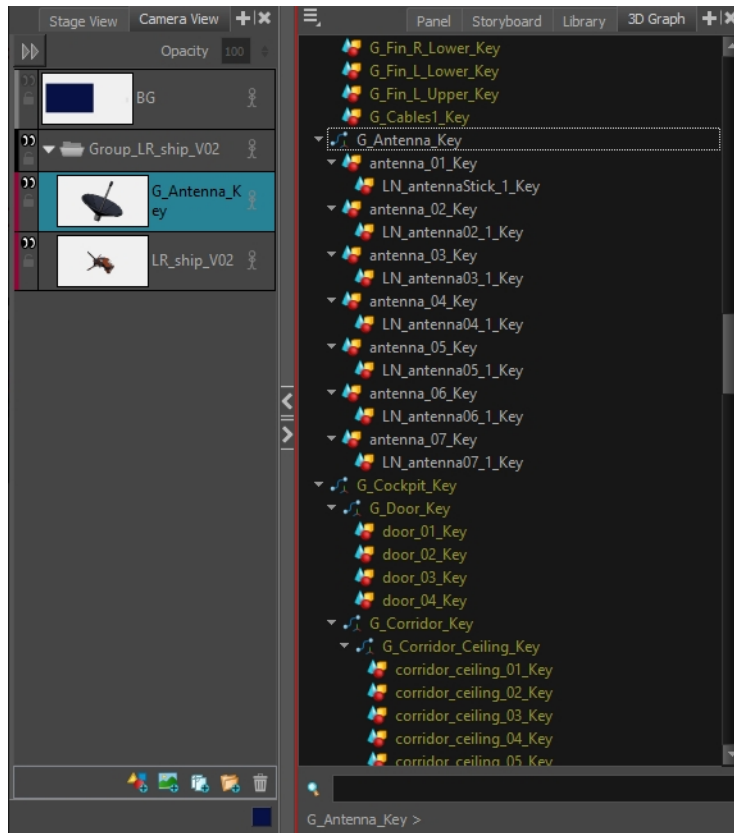 Stage View
Camera View
Opacity 100
BG
Group_LR_ship_V02
G_Antenna_K
ey
LR_ship_V02
Panel
Storyboard
Library
3D Graph
G_Fin_R_Lower_Key
G_Fin_L_Lower_Key
G_Fin_L_Upper_Key
G_Cables1_Key
G_Antenna_Key
antenna_01_Key
LN_antennaStick_1_Key
antenna_02_Key
LN_antenna02_1_Key
antenna_03_Key
LN_antenna03_1_Key
antenna_04_Key
LN_antenna04_1_Key
antenna_05_Key
LN_antenna05_1_Key
antenna_06_Key
LN_antenna06_1_Key
antenna_07_Key
LN_antenna07_1_Key
G_Cockpit_Key
G_Door_Key
door_01_Key
door_02_Key
door_03_Key
door_04_Key
G_Corridor_Key
G_Corridor_Ceiling_Key
corridor_ceiling_01_Key
corridor_ceiling_02_Key
corridor_ceiling_03_Key
corridor_ceiling_04_Key
corridor_ceiling_05_Key
G_Antenna_Key >